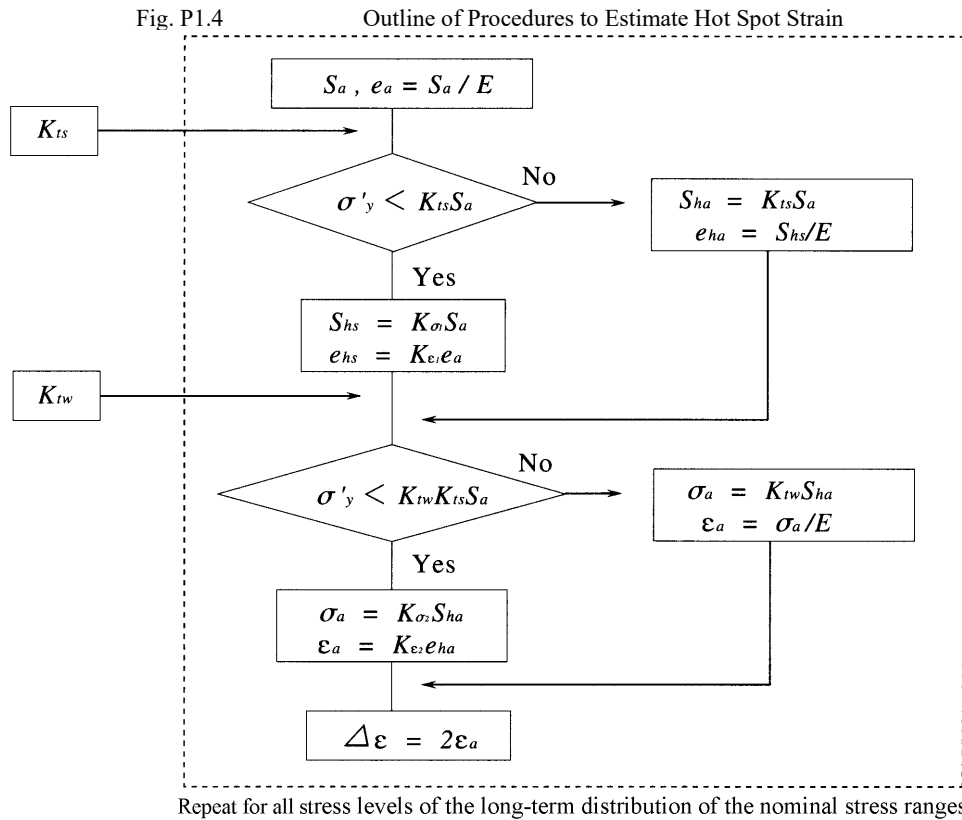 Fig. P1.4 Outline of Procedures to Estimate Hot Spot Strain
Sa , ea = Sa / E
Kts
σ'y < KtsSa
No
Sha = KtsSa
eha = Shs/E
Yes
Shs = Kσ1Sa
ehs = Kε1ea
Ktw
σ'y < KtwKtsSa
No
σa = KtwSha
εa = σa/E
Yes
σa = Kσ2Sha
εa = Kε2eha
Δε = 2εa
Repeat for all stress levels of the long-term distribution of the nominal stress ranges